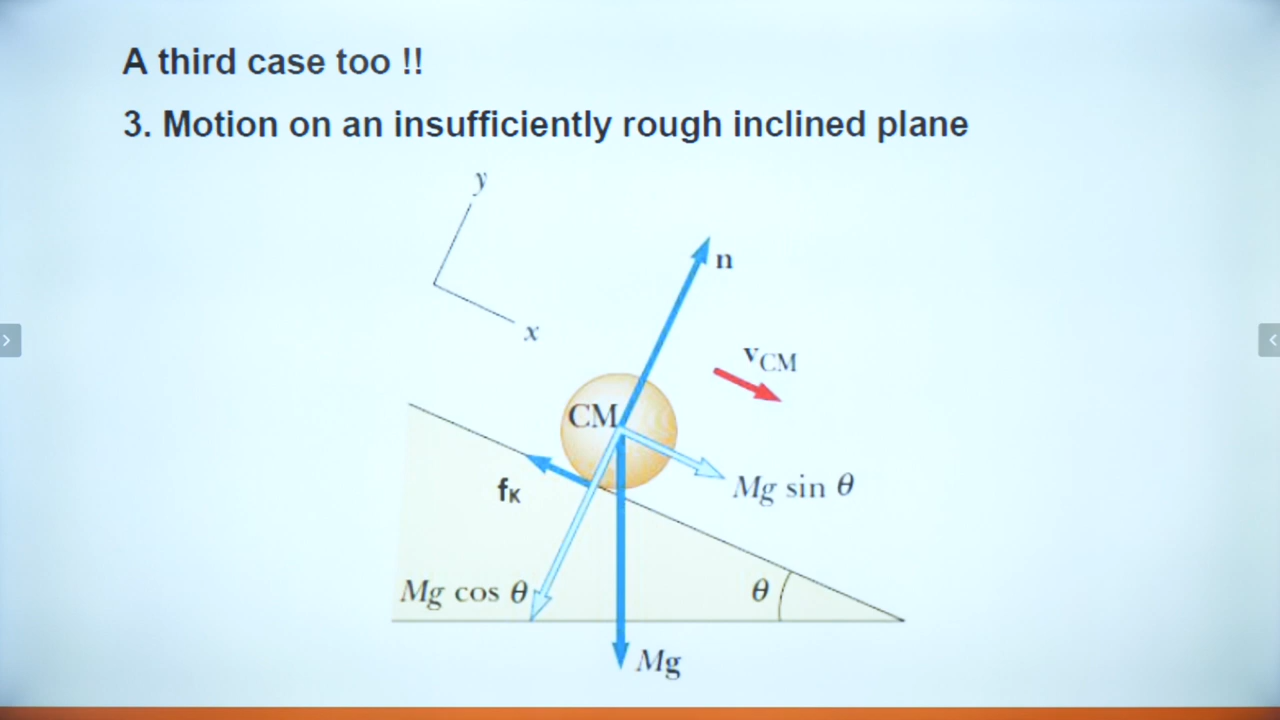 A third case too !!
3. Motion on an insufficiently rough inclined plane
y
n
x
vCM
CM
Mg sin θ
fK
Mg cos θ
θ
Mg